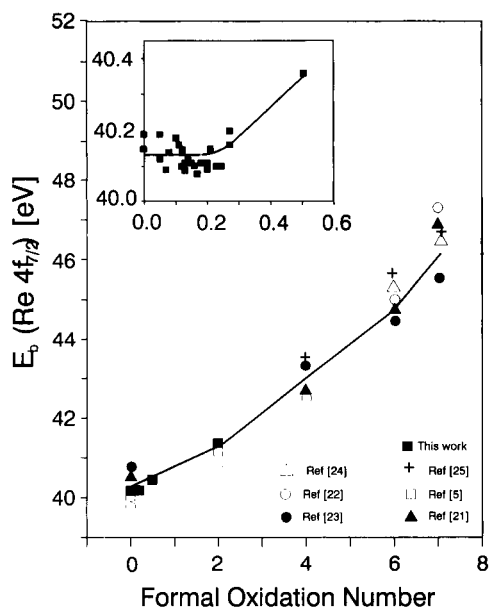 52
50
48
46
44
42
40
E_b (Re 4f_7/2) [eV]
40.4
40.2
40.0
0.0 0.2 0.4 0.6
This work
Ref [24] Ref [25]
Ref [22] Ref [5]
Ref [23] Ref [21]
0 2 4 6 8
Formal Oxidation Number